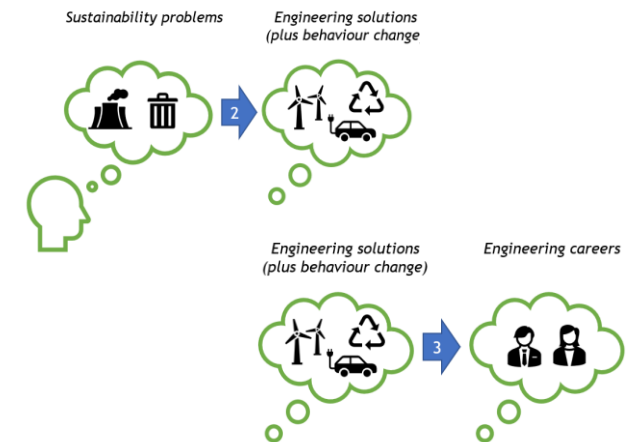 Sustainability problems
Engineering solutions
(plus behaviour change
2
Engineering solutions
(plus behaviour change)
Engineering careers
3